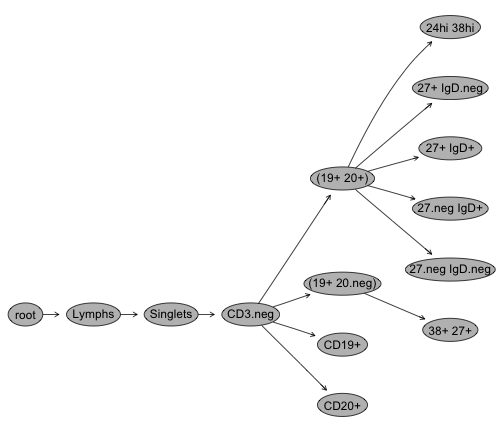 24hi 38hi
27+ IgD.neg
27+ IgD+
(19+ 20+)
27.neg IgD+
27.neg IgD.neg
(19+ 20.neg)
root
Lymphs
Singlets
CD3.neg
38+ 27+
CD19+
CD20+